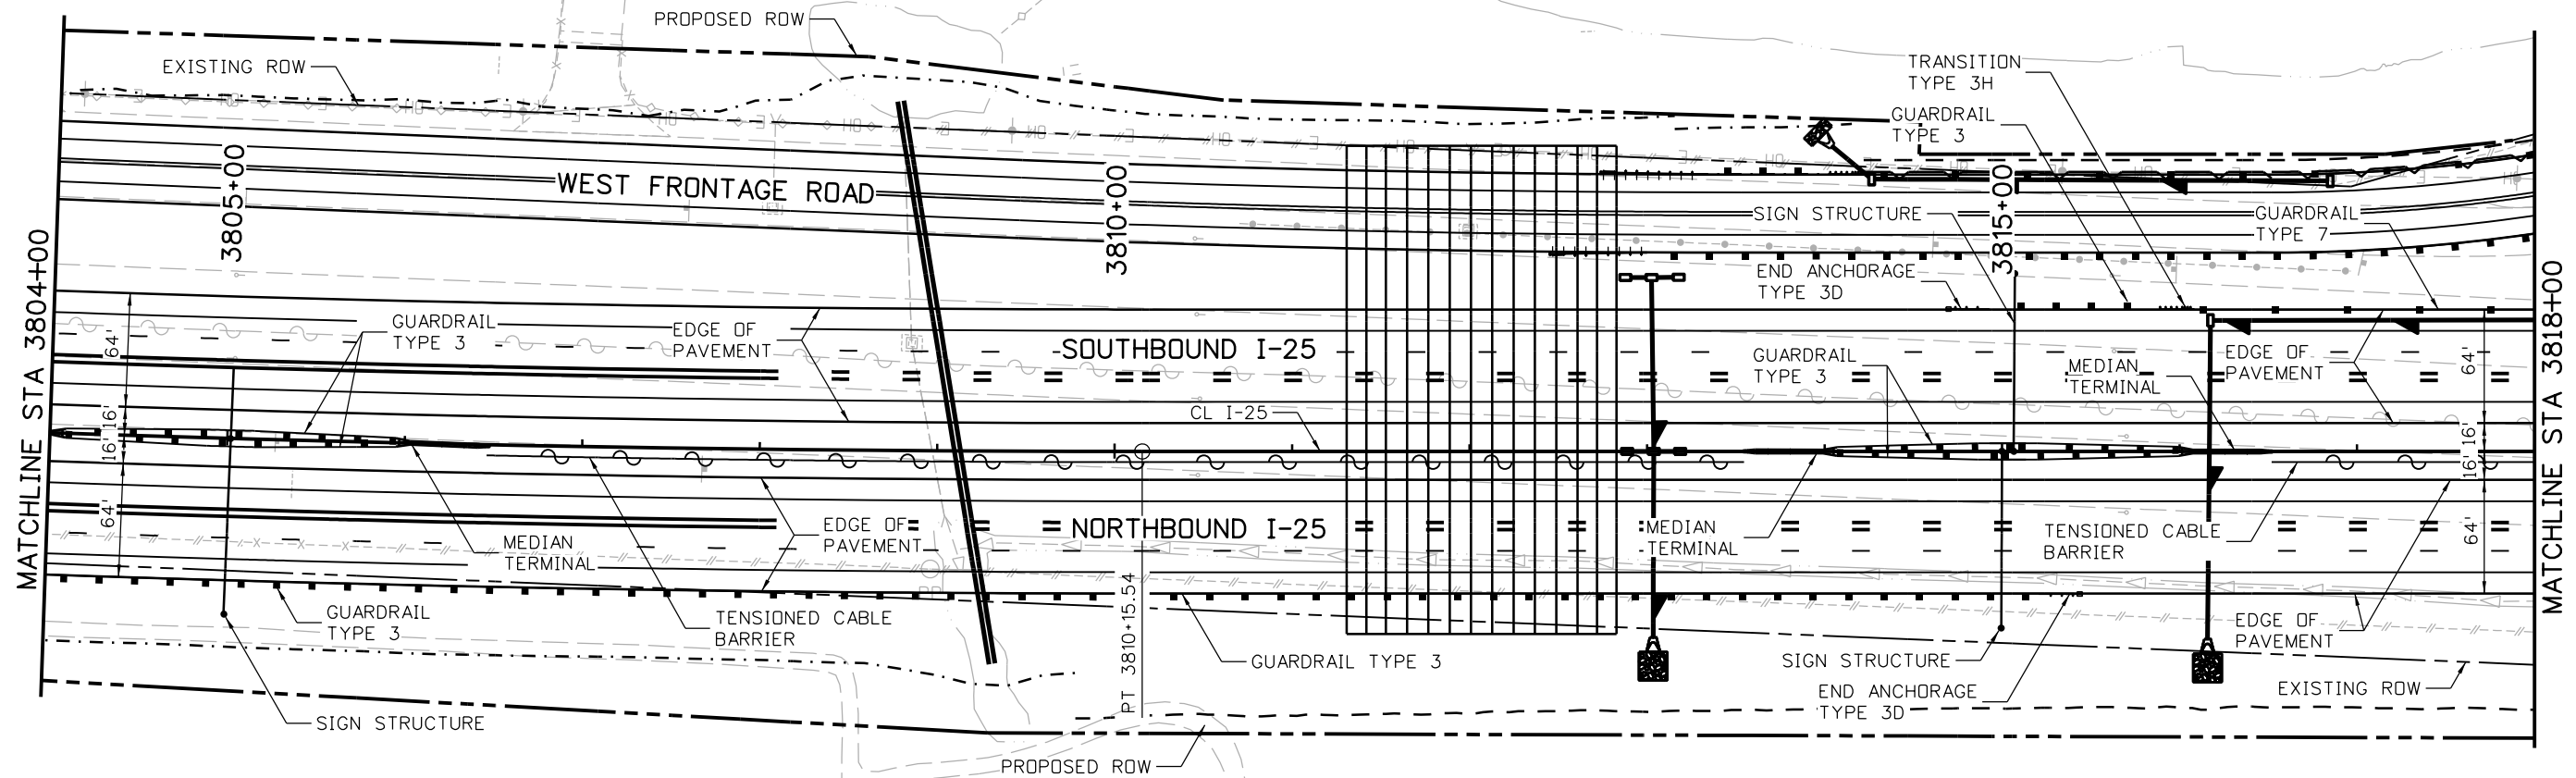 PROPOSED ROW
EXISTING ROW
TRANSITION
TYPE 3H
GUARDRAIL
TYPE 3
3805+00
WEST FRONTAGE ROAD
3810+00
3815+00
SIGN STRUCTURE
GUARDRAIL
TYPE 7
END ANCHORAGE
TYPE 3D
MATCHLINE STA 3804+00
MATCHLINE STA 3818+00
64'
GUARDRAIL
TYPE 3
EDGE OF
PAVEMENT
SOUTHBOUND I-25
GUARDRAIL
TYPE 3
MEDIAN
TERMINAL
EDGE OF
PAVEMENT
64'
16'
16'
CL I-25
16'
16'
64'
MEDIAN
TERMINAL
EDGE OF
PAVEMENT
NORTHBOUND I-25
MEDIAN
TERMINAL
TENSIONED CABLE
BARRIER
64'
GUARDRAIL
TYPE 3
TENSIONED CABLE
BARRIER
PT 3810+15.54
GUARDRAIL TYPE 3
SIGN STRUCTURE
EDGE OF
PAVEMENT
END ANCHORAGE
TYPE 3D
EXISTING ROW
SIGN STRUCTURE
PROPOSED ROW